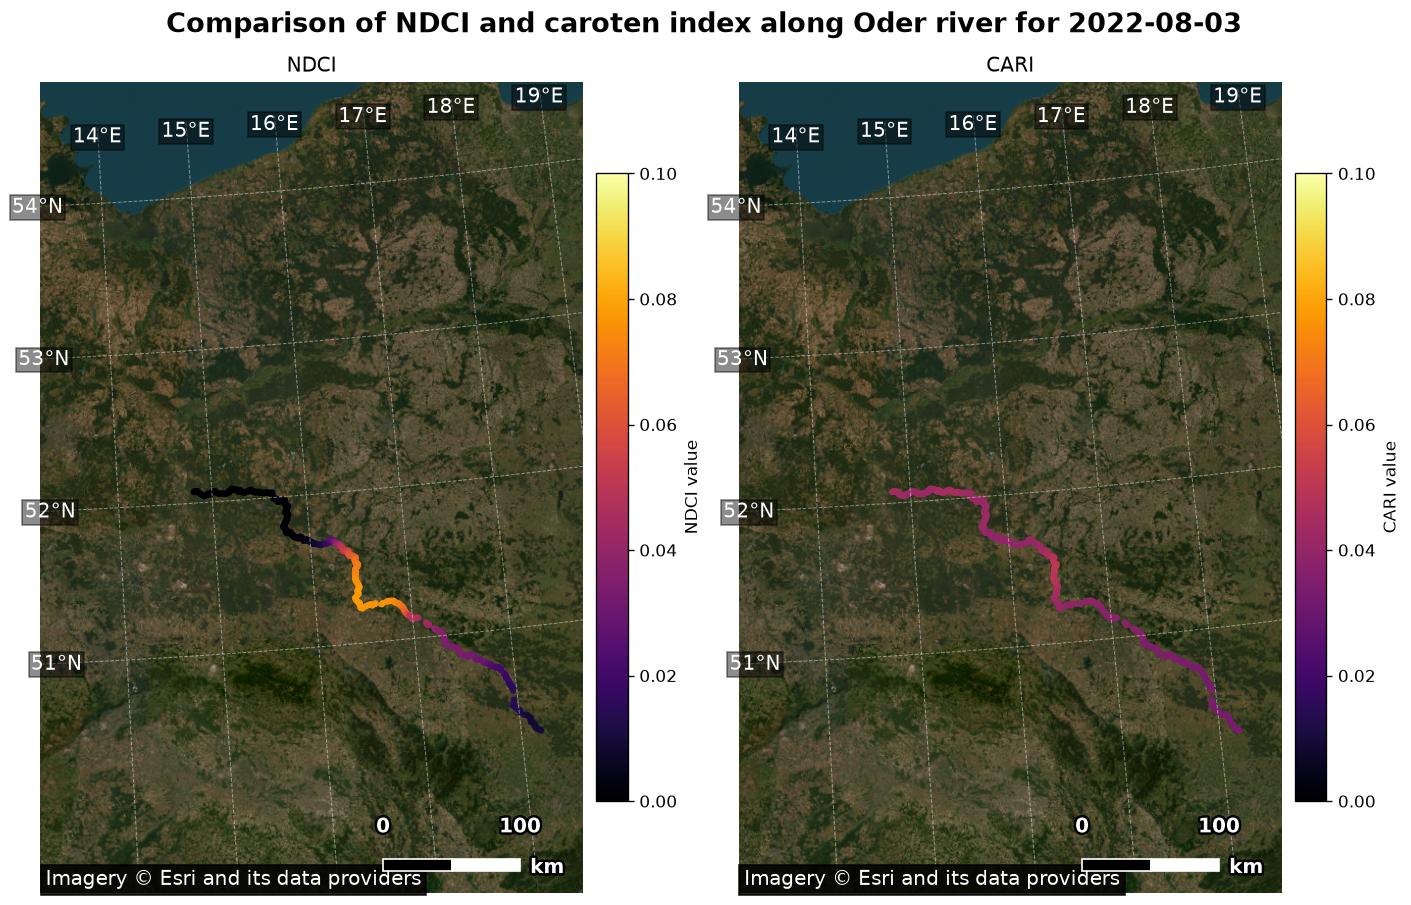 Comparison of NDCI and caroten index along Oder river for 2022-08-03
NDCI
14°E
15°E
16°E
17°E
18°E
19°E
54°N
53°N
52°N
51°N
0.10
0.08
0.06
0.04
0.02
0.00
NDCI value
0
100
km
Imagery © Esri and its data providers
CARI
14°E
15°E
16°E
17°E
18°E
19°E
54°N
53°N
52°N
51°N
0.10
0.08
0.06
0.04
0.02
0.00
CARI value
0
100
km
Imagery © Esri and its data providers